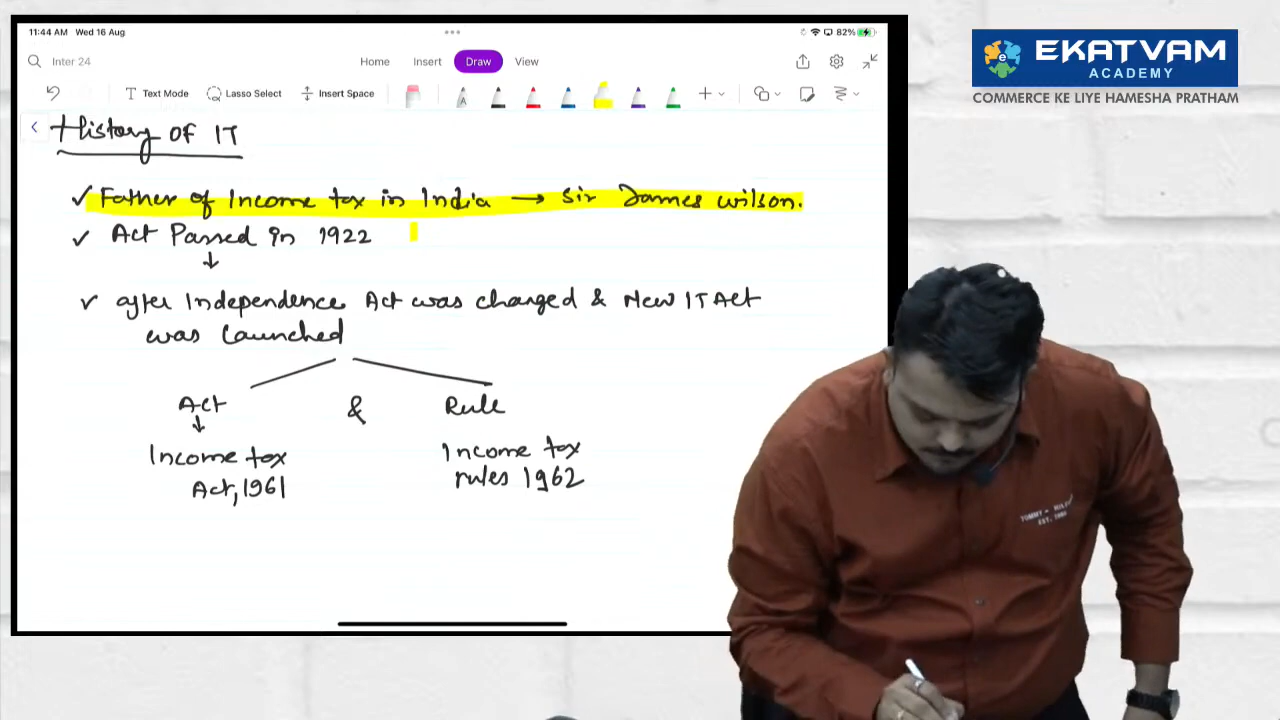 11:44 AM Wed 16 Aug
82%
Inter 24
Home Insert Draw View
Text Mode Lasso Select Insert Space
EKATVAM
ACADEMY
COMMERCE KE LIYE HAMESHA PRATHAM
History of IT
✓ Father of Income tax in India → Sir James wilson.
✓ Act Passed in 1922
↓
✓ after Independence Act was changed & New IT Act
was launched
Act & Rule
↓
Income tax
Act, 1961
Income tax
rules 1962